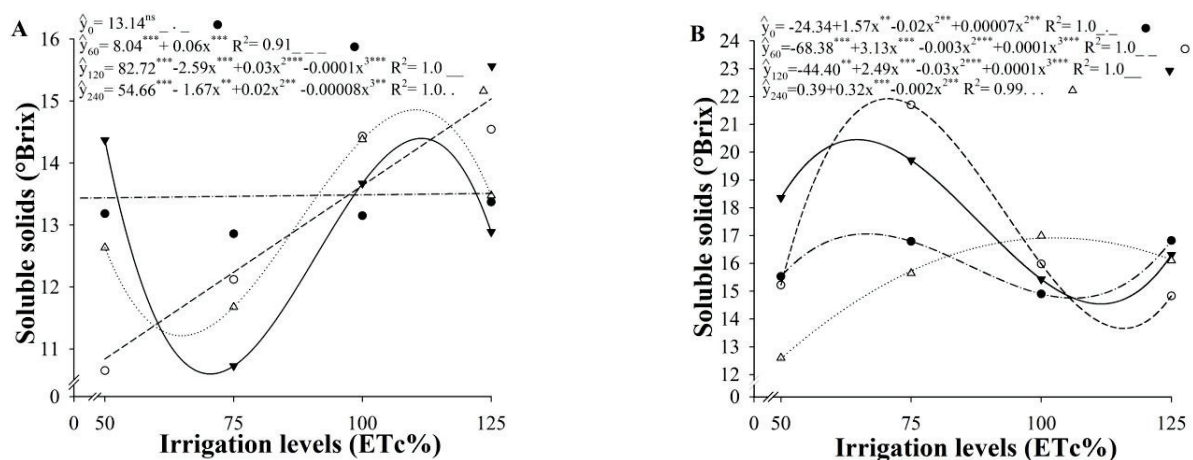 A
ŷ0 = 13.14ns _ . _
ŷ60 = 8.04*** + 0.06x*** R2= 0.91_ _ _
ŷ120 = 82.72***-2.59x***+0.03x2***-0.0001x3*** R2= 1.0 __
ŷ240 = 54.66***- 1.67x**+0.02x2**-0.00008x3** R2= 1.0. .
Soluble solids (°Brix)
16
15
14
13
12
11
10
0
0 50 75 100 125
Irrigation levels (ETc%)
B
ŷ0 = -24.34+1.57x**-0.02x2**+0.00007x2** R2= 1.0_._
ŷ60 =-68.38***+3.13x***-0.003x2***+0.0001x3*** R2= 1.0_ _
ŷ120 =-44.40**+2.49x***-0.03x2***+0.0001x3*** R2= 1.0__
ŷ240 =0.39+0.32x***-0.002x2** R2= 0.99. . .
Soluble solids (°Brix)
24
23
22
21
20
19
18
17
16
15
14
13
12
0
0 50 75 100 125
Irrigation levels (ETc%)